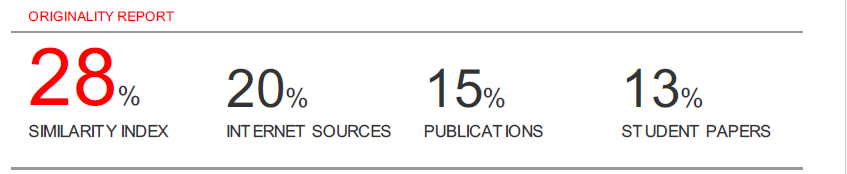 ORIGINALITY REPORT
28% 20% 15% 13%
SIMILARITY INDEX INTERNET SOURCES PUBLICATIONS STUDENT PAPERS